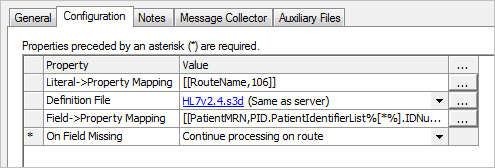 General Configuration Notes Message Collector Auxiliary Files
Properties preceded by an asterisk (*) are required.
Property Value ...
Literal->Property Mapping [[RouteName,106]] ...
Definition File HL7v2.4.s3d (Same as server) ...
Field->Property Mapping [[PatientMRN,PID.PatientIdentifierList%[*%].IDNu... ...
* On Field Missing Continue processing on route